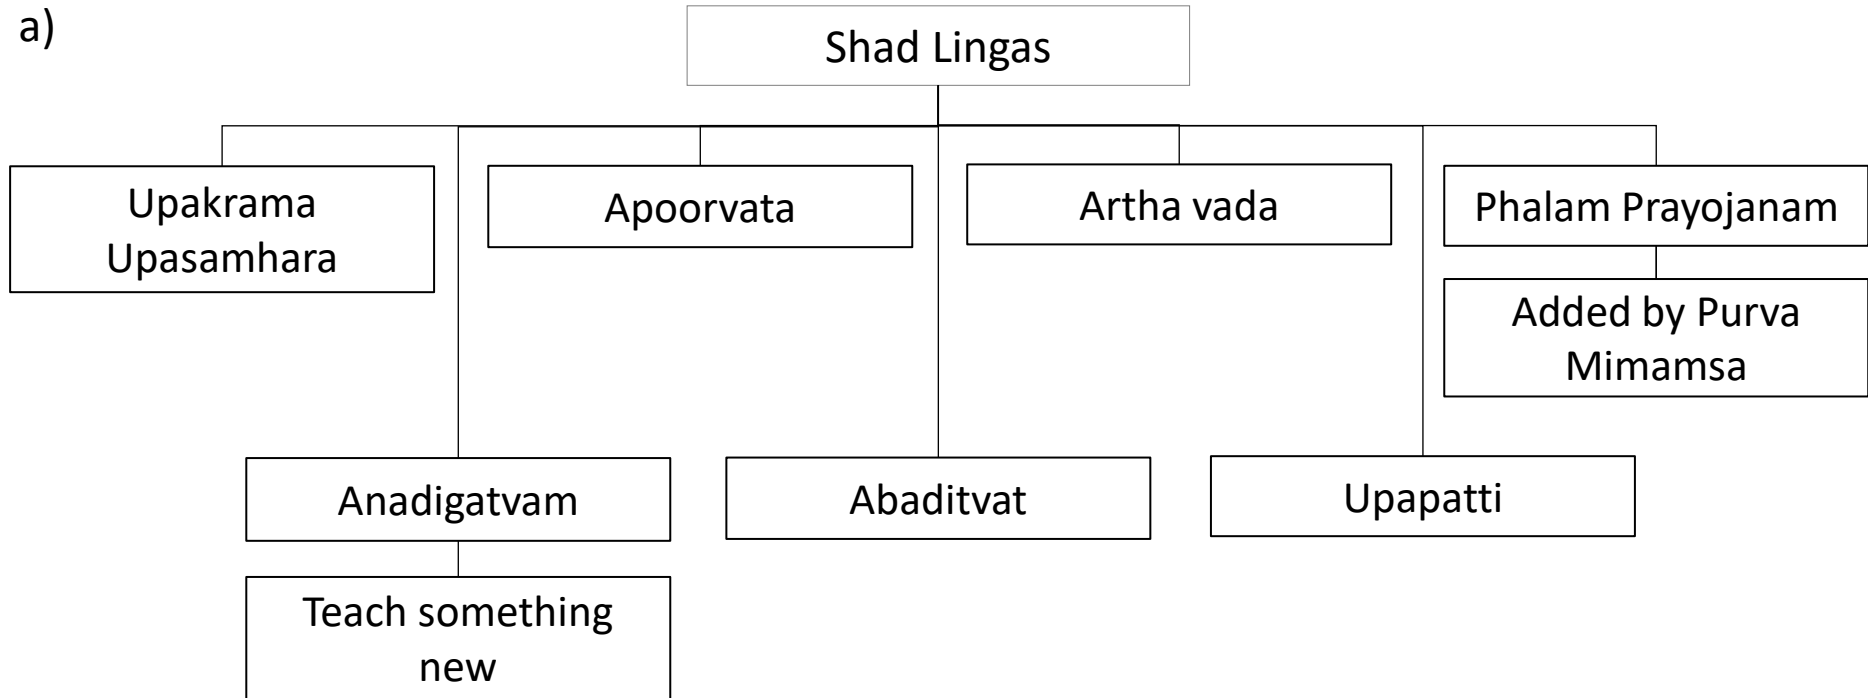 a)
Shad Lingas
Upakrama
Upasamhara
Apoorvata
Artha vada
Phalam Prayojanam
Added by Purva
Mimamsa
Anadigatvam
Abaditvat
Upapatti
Teach something
new